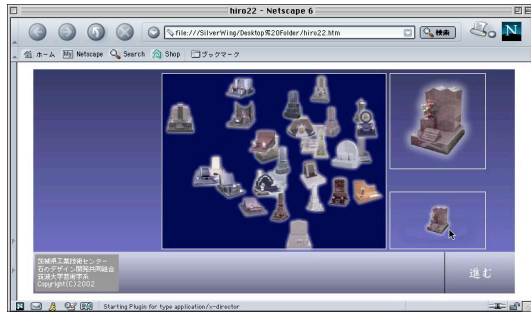 hiro22 - Netscape 6
file:///SilverWing/Desktop%20Folder/hiro22.htm
検索
N
ホーム My Netscape Search Shop ブックマーク
茨城県工業技術センター
石のデザイン開発共同組合
筑波大学芸術学系
Copyright(C)2002
進む
Starting Plugin for type application/x-director